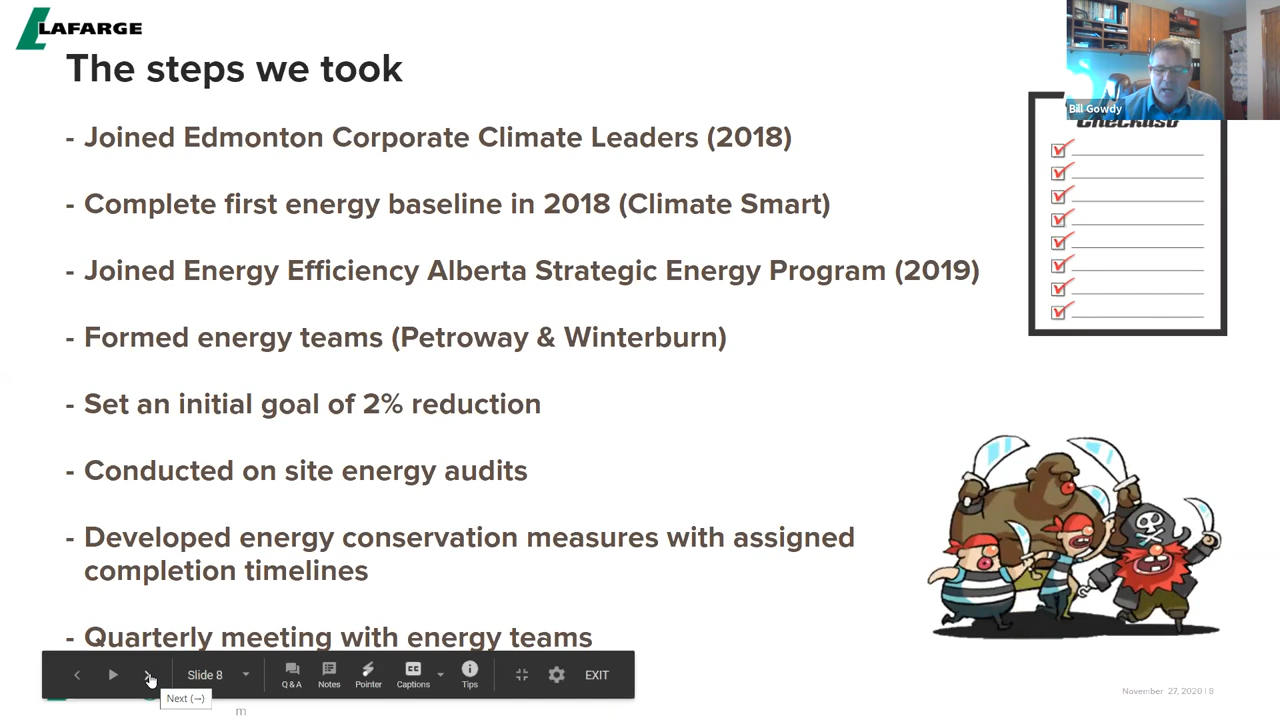 LAFARGE
The steps we took
Bill Gowdy
Checklist
- Joined Edmonton Corporate Climate Leaders (2018)
- Complete first energy baseline in 2018 (Climate Smart)
- Joined Energy Efficiency Alberta Strategic Energy Program (2019)
- Formed energy teams (Petroway & Winterburn)
- Set an initial goal of 2% reduction
- Conducted on site energy audits
- Developed energy conservation measures with assigned
completion timelines
- Quarterly meeting with energy teams
Slide 8
Q & A
Notes
Pointer
CC
Captions
Tips
EXIT
Next (→)
November 27, 2020 | 8
m